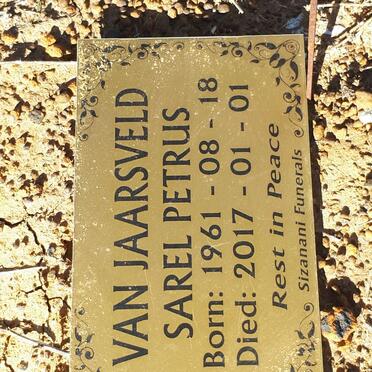 VAN JAARSVELD
SAREL PETRUS
Born: 1961 - 08 - 18
Died: 2017 - 01 - 01
Rest in Peace
Sizanani Funerals